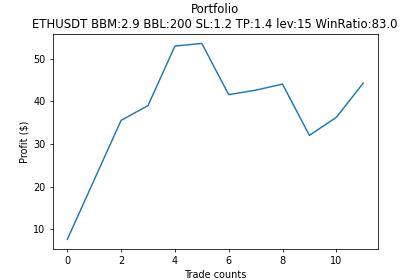 Portfolio
ETHUSDT BBM:2.9 BBL:200 SL:1.2 TP:1.4 lev:15 WinRatio:83.0
50
40
30
20
10
Profit ($)
0 2 4 6 8 10
Trade counts